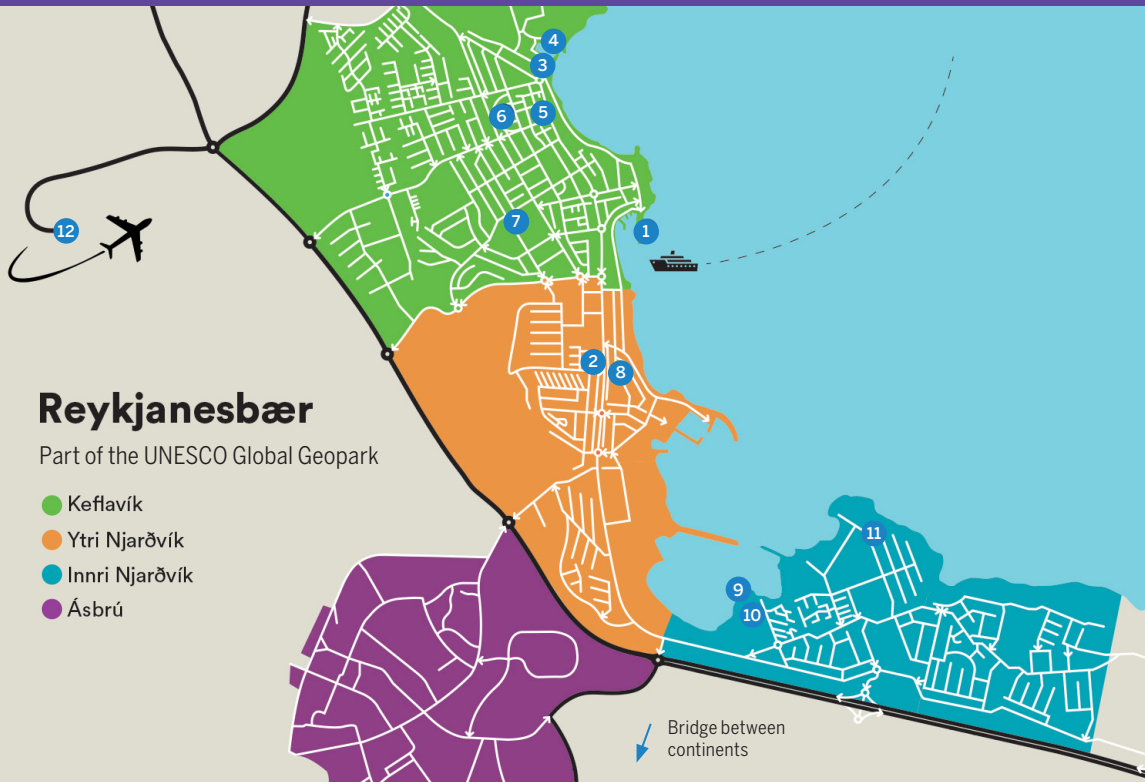 4
3
6
5
7
1
12
2
8
Reykjanesbær
Part of the UNESCO Global Geopark
Keflavík
Ytri Njarðvík
Innri Njarðvík
Ásbrú
11
9
10
Bridge between
continents